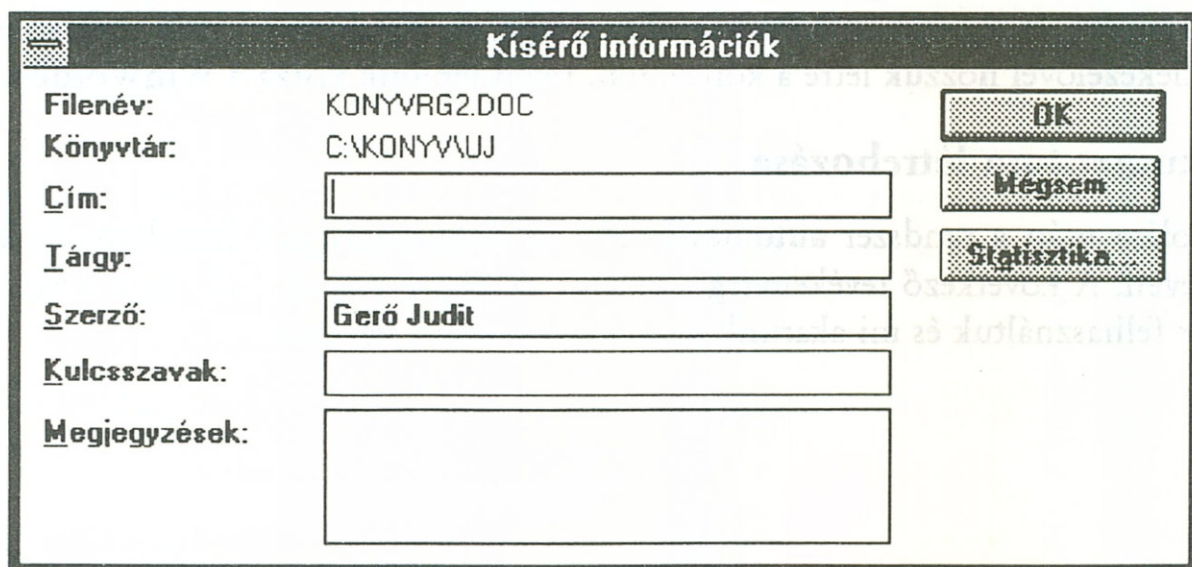 Kísérő információk
Filenév: KONYVRG2.DOC
Könyvtár: C:\KONYV\UJ
Cím:
Tárgy:
Szerző: Gerő Judit
Kulcsszavak:
Megjegyzések:
OK
Mégsem
Statisztika...